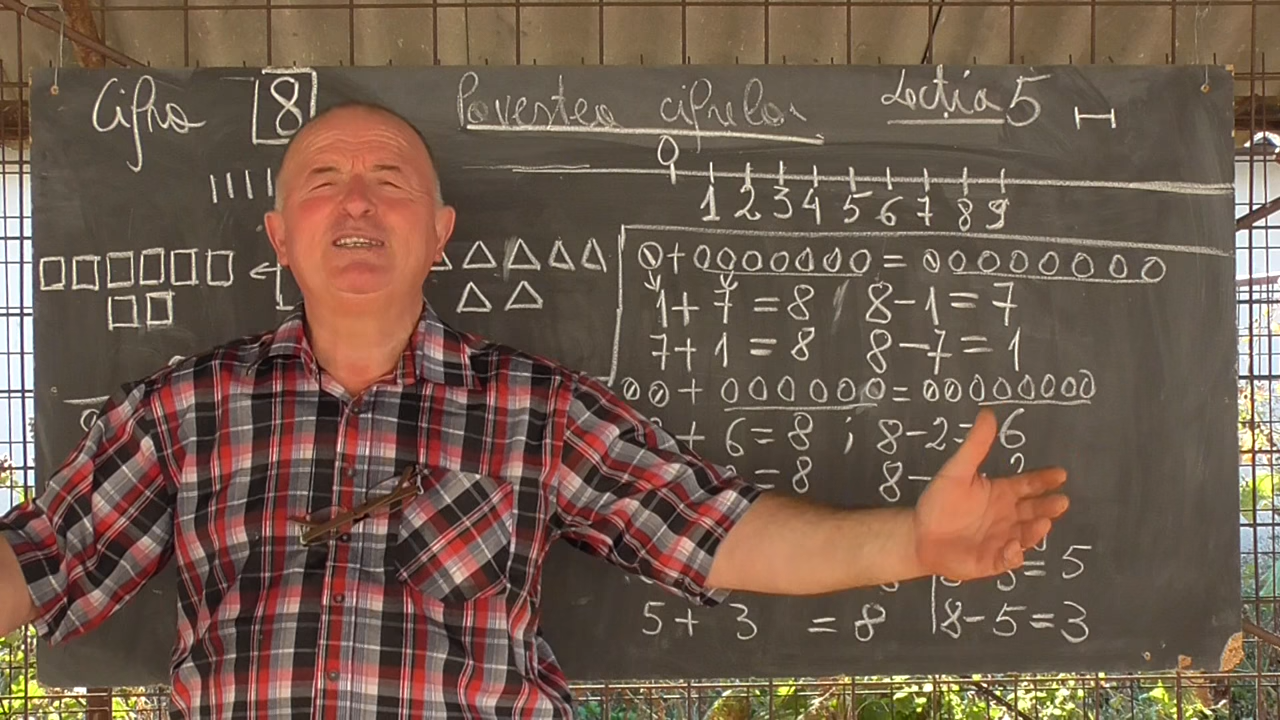 Cifra 8 Povestea cifrelor Lecția 5
0
1 2 3 4 5 6 7 8 9
0+0000000=00000000
1+7=8 8-1=7
7+1=8 8-7=1
00+000000=00000000
+6=8 ; 8-2=6
=8 8-
=5
5+3 =8 8-5=3